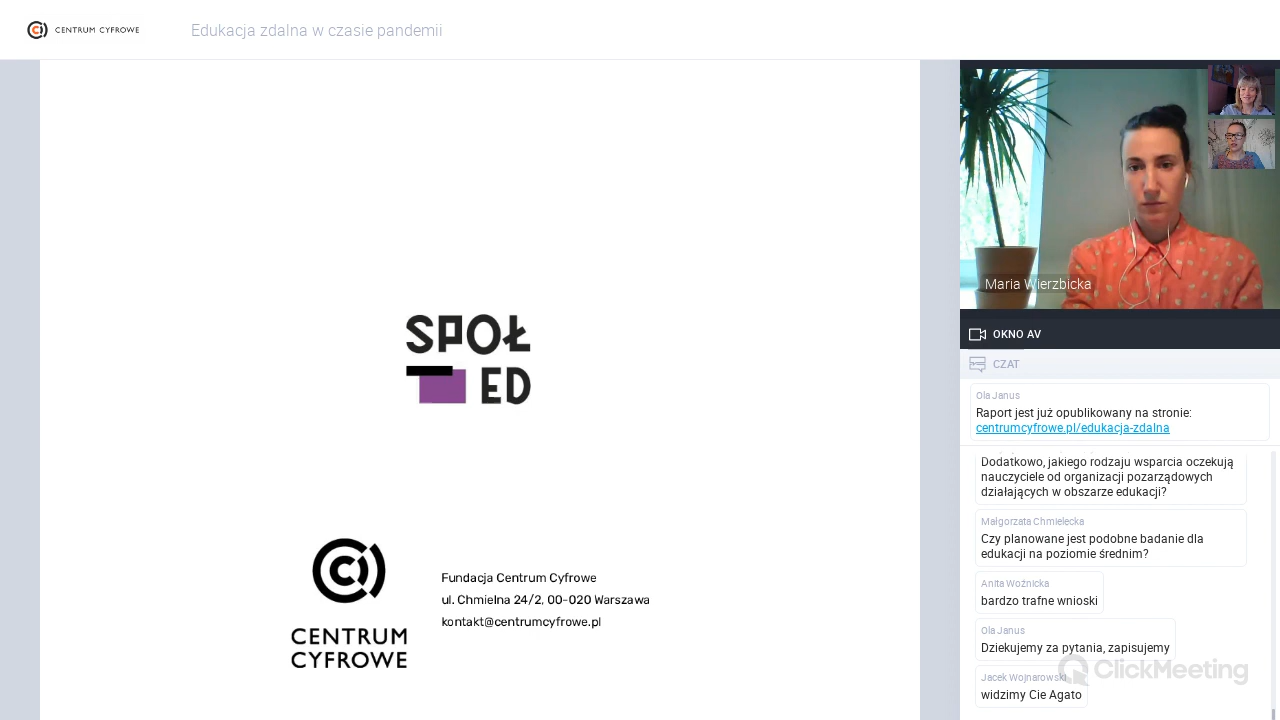 CENTRUM CYFROWE
Edukacja zdalna w czasie pandemii
SPOŁ
ED
CENTRUM
CYFROWE
Fundacja Centrum Cyfrowe
ul. Chmielna 24/2, 00-020 Warszawa
kontakt@centrumcyfrowe.pl
Maria Wierzbicka
OKNO AV
CZAT
Ola Janus
Raport jest już opublikowany na stronie:
centrumcyfrowe.pl/edukacja-zdalna
Dodatkowo, jakiego rodzaju wsparcia oczekują
nauczyciele od organizacji pozarządowych
działających w obszarze edukacji?
Małgorzata Chmielecka
Czy planowane jest podobne badanie dla
edukacji na poziomie średnim?
Anita Woźnicka
bardzo trafne wnioski
Ola Janus
Dziekujemy za pytania, zapisujemy
Jacek Wojnarowski
widzimy Cie Agato
ClickMeeting